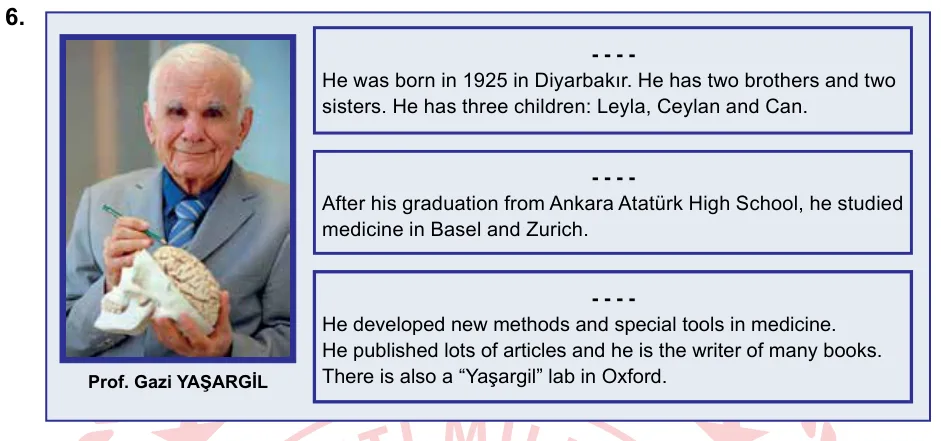 6.
- - - -
He was born in 1925 in Diyarbakır. He has two brothers and two
sisters. He has three children: Leyla, Ceylan and Can.
- - - -
After his graduation from Ankara Atatürk High School, he studied
medicine in Basel and Zurich.
- - - -
He developed new methods and special tools in medicine.
He published lots of articles and he is the writer of many books.
There is also a “Yaşargil” lab in Oxford.
Prof. Gazi YAŞARGİL